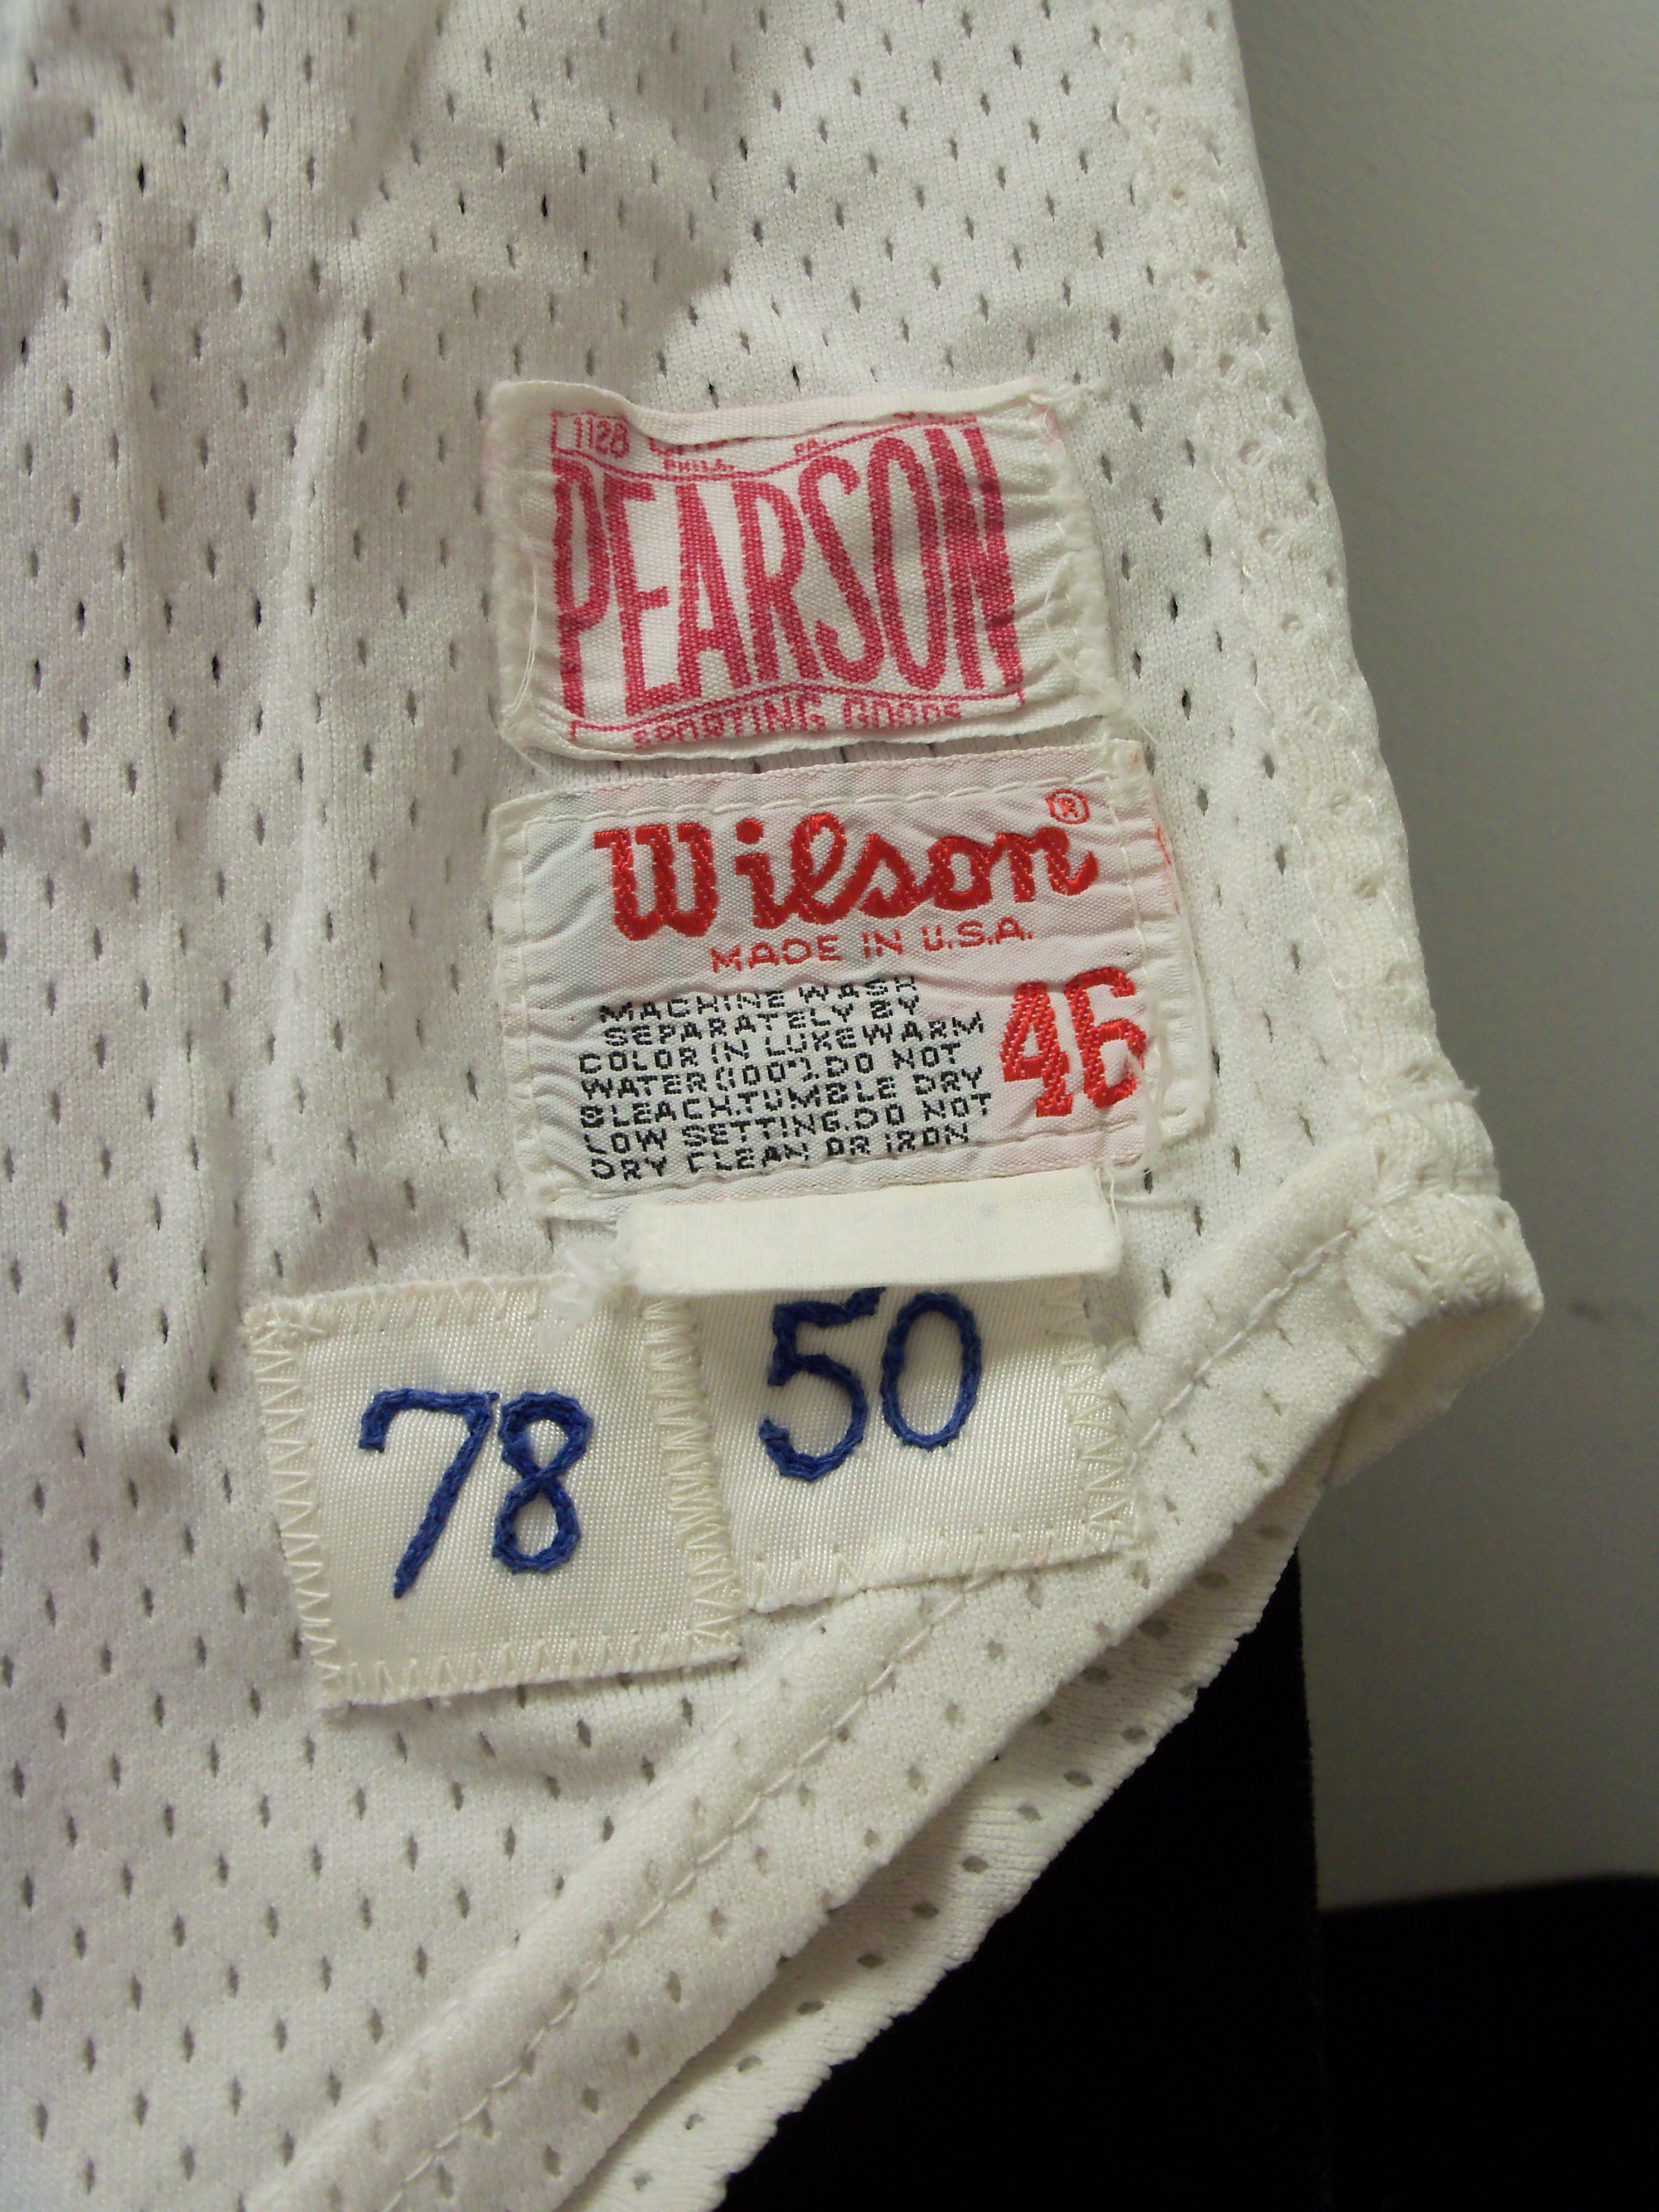 1128
PHILA. PA.
PEARSON
SPORTING GOODS
Wilson®
MADE IN U.S.A.
46
MACHINE WASH
SEPARATELY BY
COLOR IN LUKEWARM
WATER(100°).DO NOT
BLEACH.TUMBLE DRY
LOW SETTING.DO NOT
DRY CLEAN OR IRON
78
50